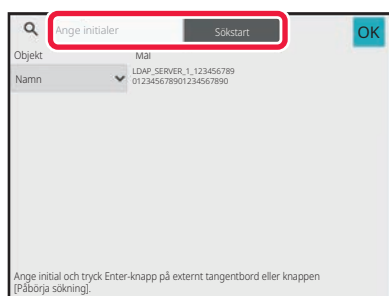 Ange initialer
Sökstart
OK
Objekt
Mål
Namn
LDAP_SERVER_1_123456789
012345678901234567890
Ange initial och tryck Enter-knapp på externt tangentbord eller knappen
[Påbörja sökning].